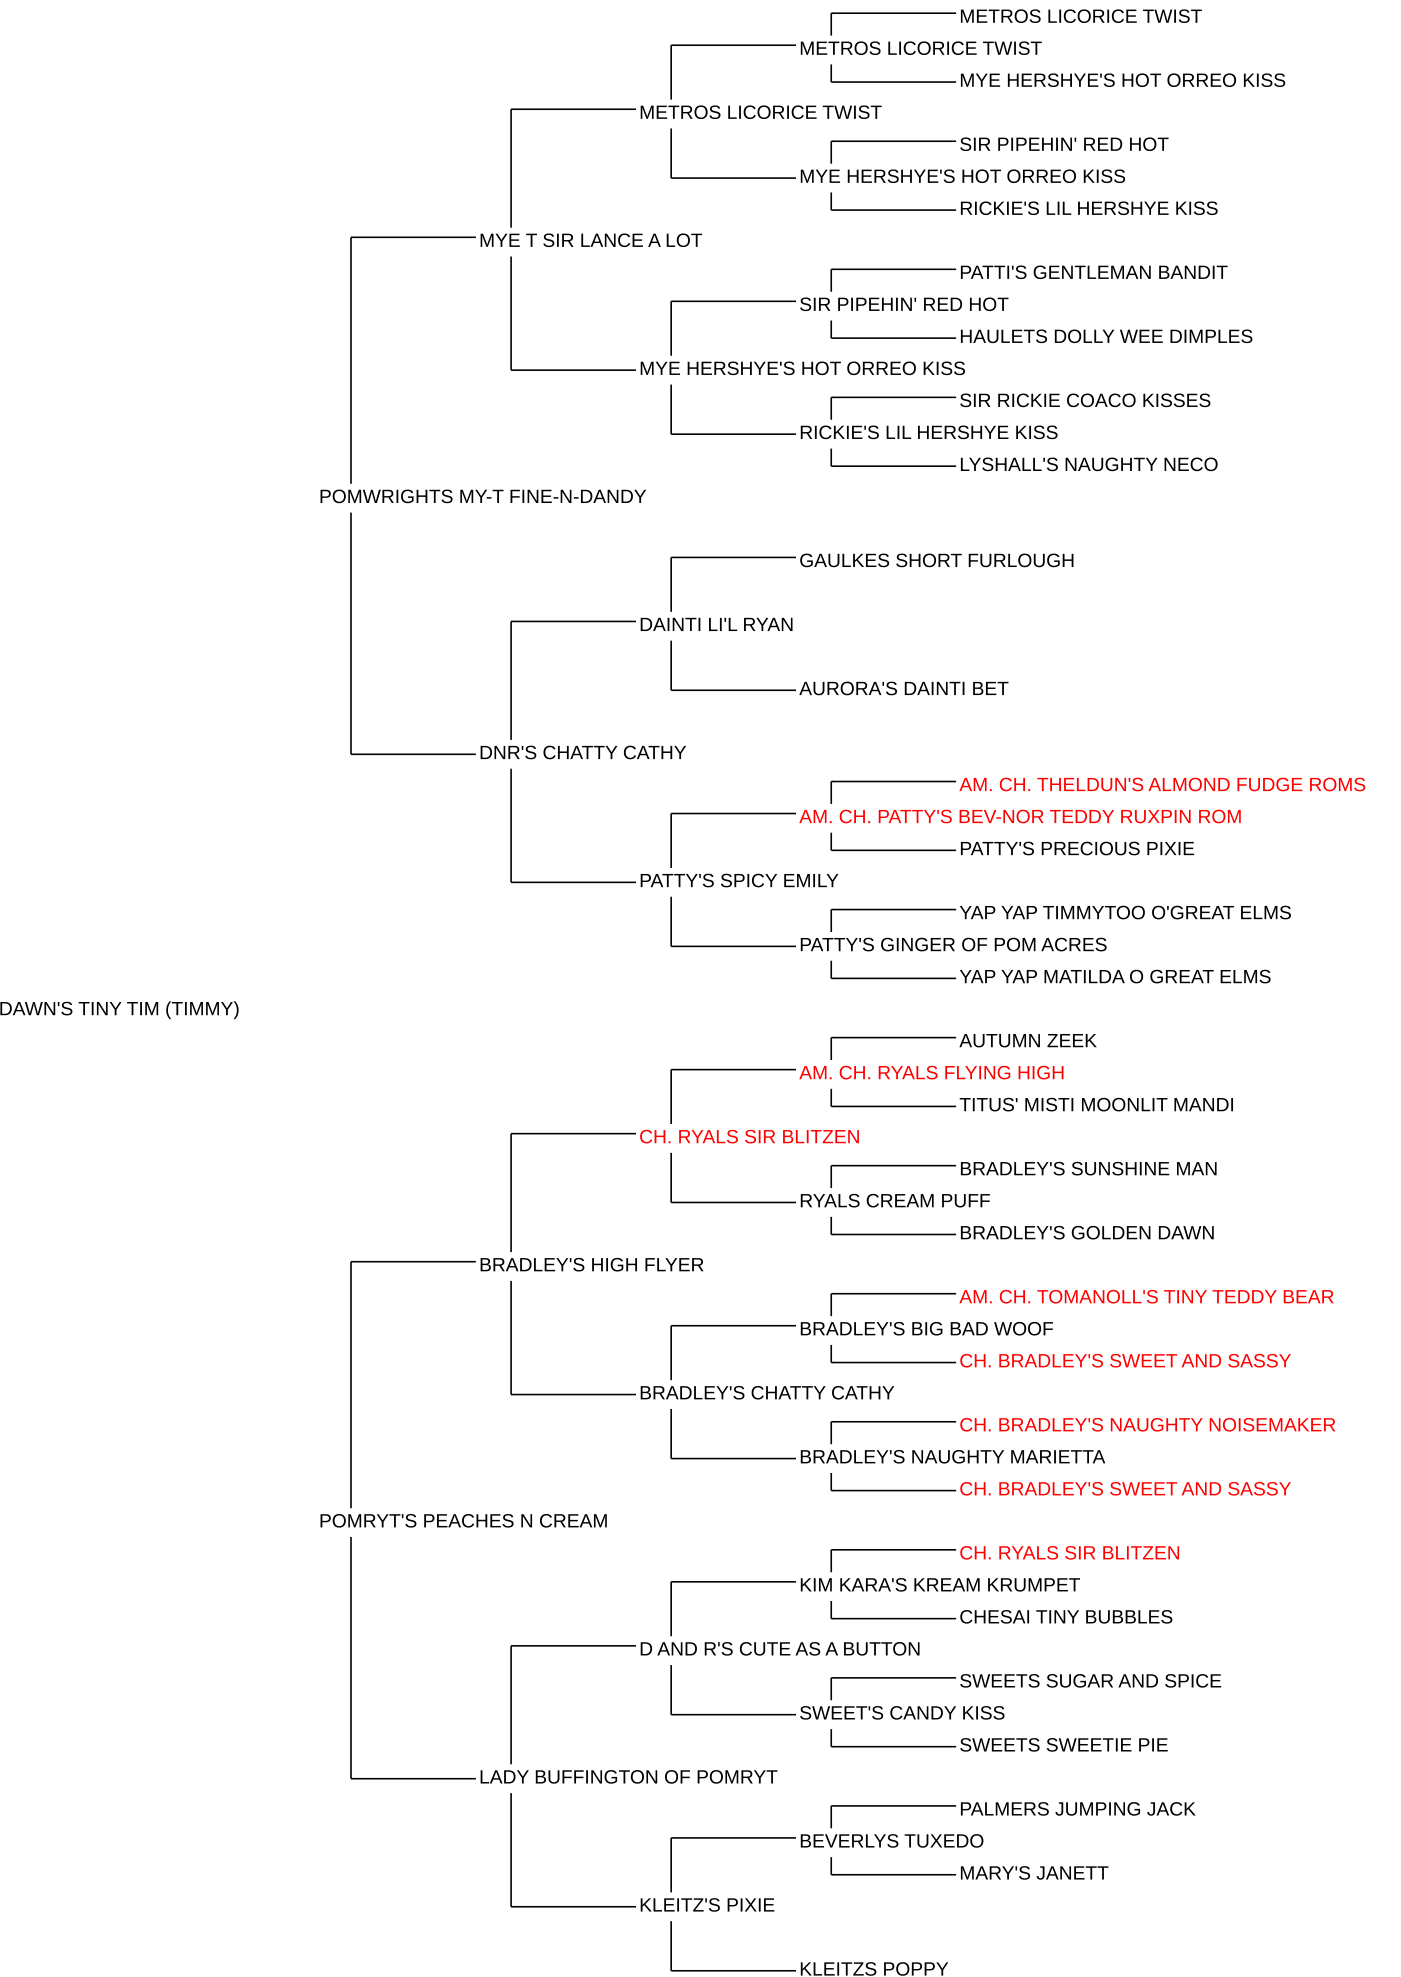 METROS LICORICE TWIST
METROS LICORICE TWIST
MYE HERSHYE'S HOT ORREO KISS
METROS LICORICE TWIST
SIR PIPEHIN' RED HOT
MYE HERSHYE'S HOT ORREO KISS
RICKIE'S LIL HERSHYE KISS
MYE T SIR LANCE A LOT
PATTI'S GENTLEMAN BANDIT
SIR PIPEHIN' RED HOT
HAULETS DOLLY WEE DIMPLES
MYE HERSHYE'S HOT ORREO KISS
SIR RICKIE COACO KISSES
RICKIE'S LIL HERSHYE KISS
LYSHALL'S NAUGHTY NECO
POMWRIGHTS MY-T FINE-N-DANDY
GAULKES SHORT FURLOUGH
DAINTI LI'L RYAN
AURORA'S DAINTI BET
DNR'S CHATTY CATHY
AM. CH. THELDUN'S ALMOND FUDGE ROMS
AM. CH. PATTY'S BEV-NOR TEDDY RUXPIN ROM
PATTY'S PRECIOUS PIXIE
PATTY'S SPICY EMILY
YAP YAP TIMMYTOO O'GREAT ELMS
PATTY'S GINGER OF POM ACRES
YAP YAP MATILDA O GREAT ELMS
DAWN'S TINY TIM (TIMMY)
AUTUMN ZEEK
AM. CH. RYALS FLYING HIGH
TITUS' MISTI MOONLIT MANDI
CH. RYALS SIR BLITZEN
BRADLEY'S SUNSHINE MAN
RYALS CREAM PUFF
BRADLEY'S GOLDEN DAWN
BRADLEY'S HIGH FLYER
AM. CH. TOMANOLL'S TINY TEDDY BEAR
BRADLEY'S BIG BAD WOOF
CH. BRADLEY'S SWEET AND SASSY
BRADLEY'S CHATTY CATHY
CH. BRADLEY'S NAUGHTY NOISEMAKER
BRADLEY'S NAUGHTY MARIETTA
CH. BRADLEY'S SWEET AND SASSY
POMRYT'S PEACHES N CREAM
CH. RYALS SIR BLITZEN
KIM KARA'S KREAM KRUMPET
CHESAI TINY BUBBLES
D AND R'S CUTE AS A BUTTON
SWEETS SUGAR AND SPICE
SWEET'S CANDY KISS
SWEETS SWEETIE PIE
LADY BUFFINGTON OF POMRYT
PALMERS JUMPING JACK
BEVERLYS TUXEDO
MARY'S JANETT
KLEITZ'S PIXIE
KLEITZS POPPY